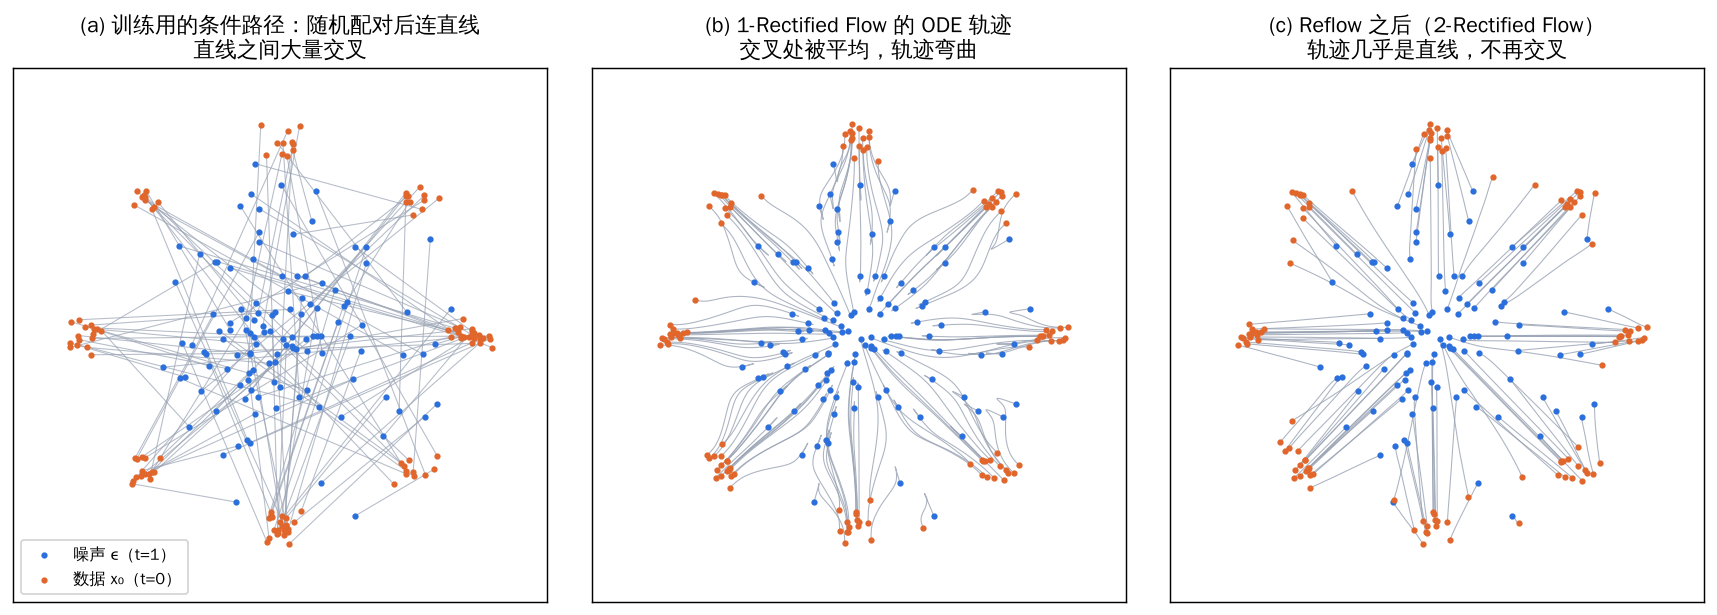 (a) 训练用的条件路径：随机配对后连直线
直线之间大量交叉
(b) 1-Rectified Flow 的 ODE 轨迹
交叉处被平均，轨迹弯曲
(c) Reflow 之后（2-Rectified Flow）
轨迹几乎是直线，不再交叉
噪声 ϵ（t=1）
数据 x₀（t=0）